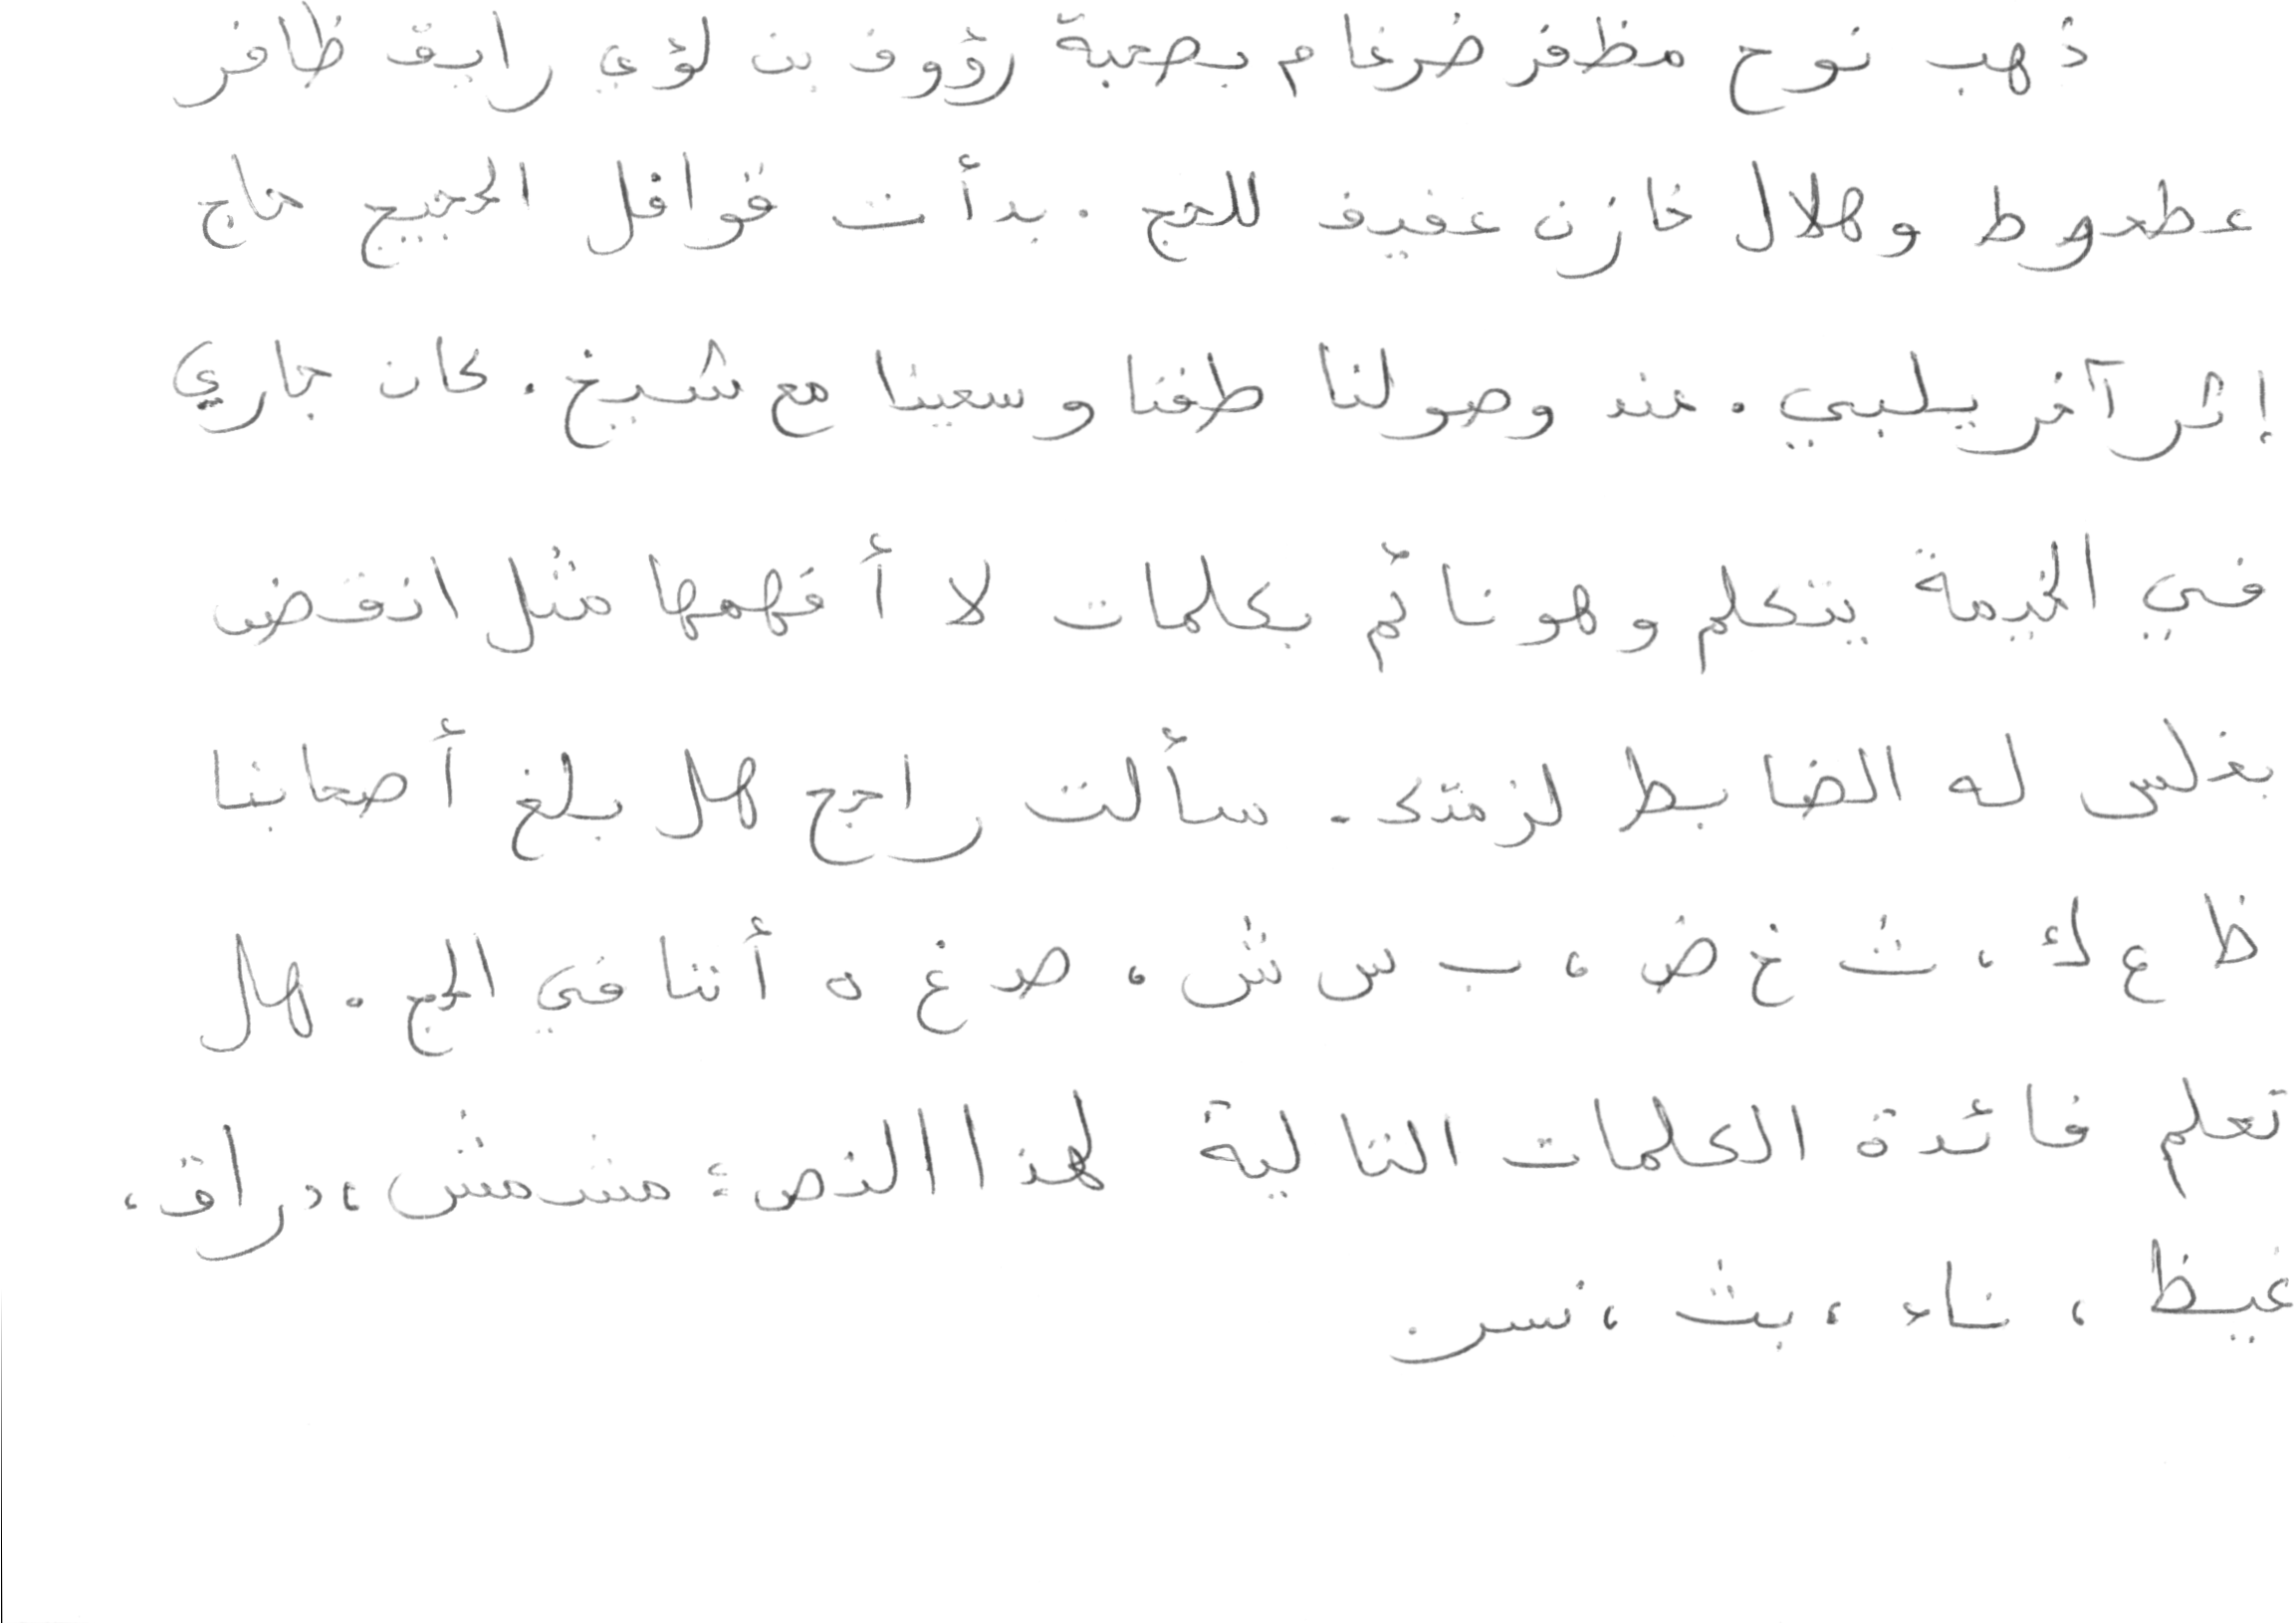 ذهب نوح مظفر ضرغام بصحبة رؤوف بن لؤي رايق ظافر
عطعوط وهلال خازن عفيف للحج . بدأت قوافل الحجيج حاج
إثر آخر يلبي . عند وصولنا طفنا وسعينا مع شيخ . كان جاري
في الخيمة يتكلم وهو نائم بكلمات لا أفهمها مثل انقض
بغلس له الضابط لزمتك . سألت راجح هل بلغ أصحابنا
ظ ع ك ، ث خ ض ، ب س ش ، ص غ ه أننا في الحج . هل
تعلم فائدة الكلمات التالية لهذا النص : مشمش ، دراق ،
غيظ ، ناء ، بث ، نسر .